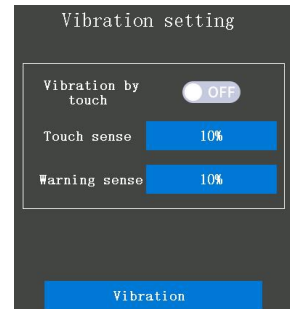 Vibration setting
Vibration by
touch
OFF
Touch sense
10%
Warning sense
10%
Vibration